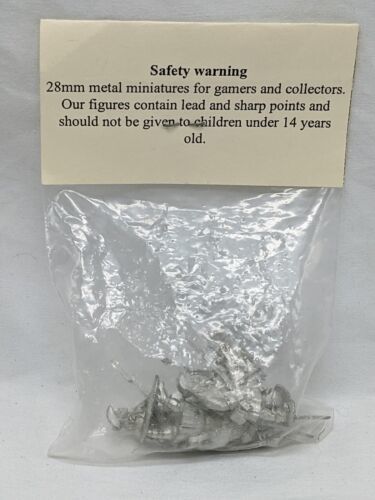 Safety warning
28mm metal miniatures for gamers and collectors.
Our figures contain lead and sharp points and
should not be given to children under 14 years
old.